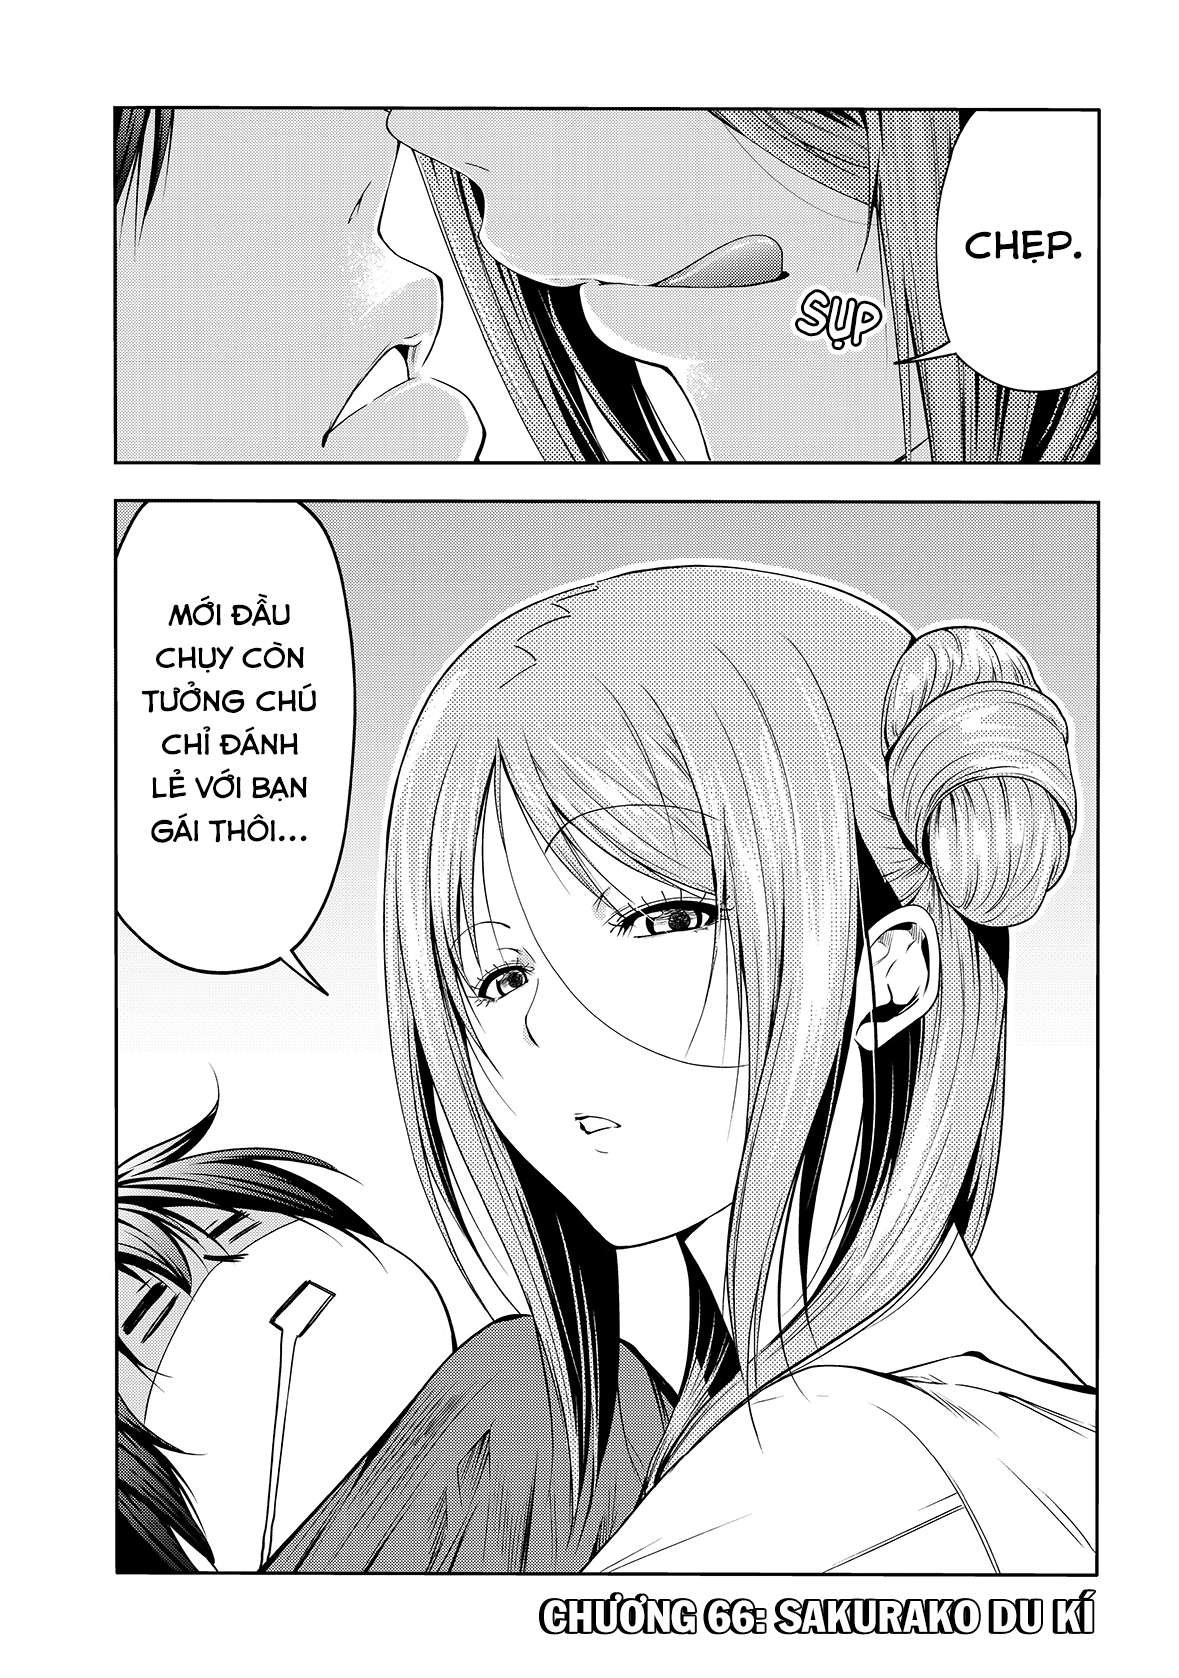 CHẸP.
SỤP
MỚI ĐẦU
CHỤY CÒN
TƯỞNG CHÚ
CHỈ ĐÁNH
LẺ VỚI BẠN
GÁI THÔI...
CHƯƠNG 66: SAKURAKO DU KÍ